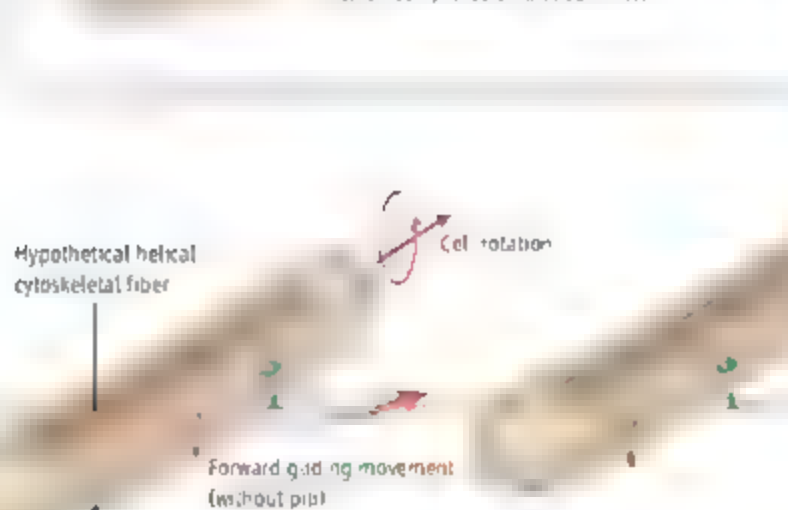 Hypothetical helical
cytoskeletal fiber
Cell rotation
Forward gliding movement
(without pili)